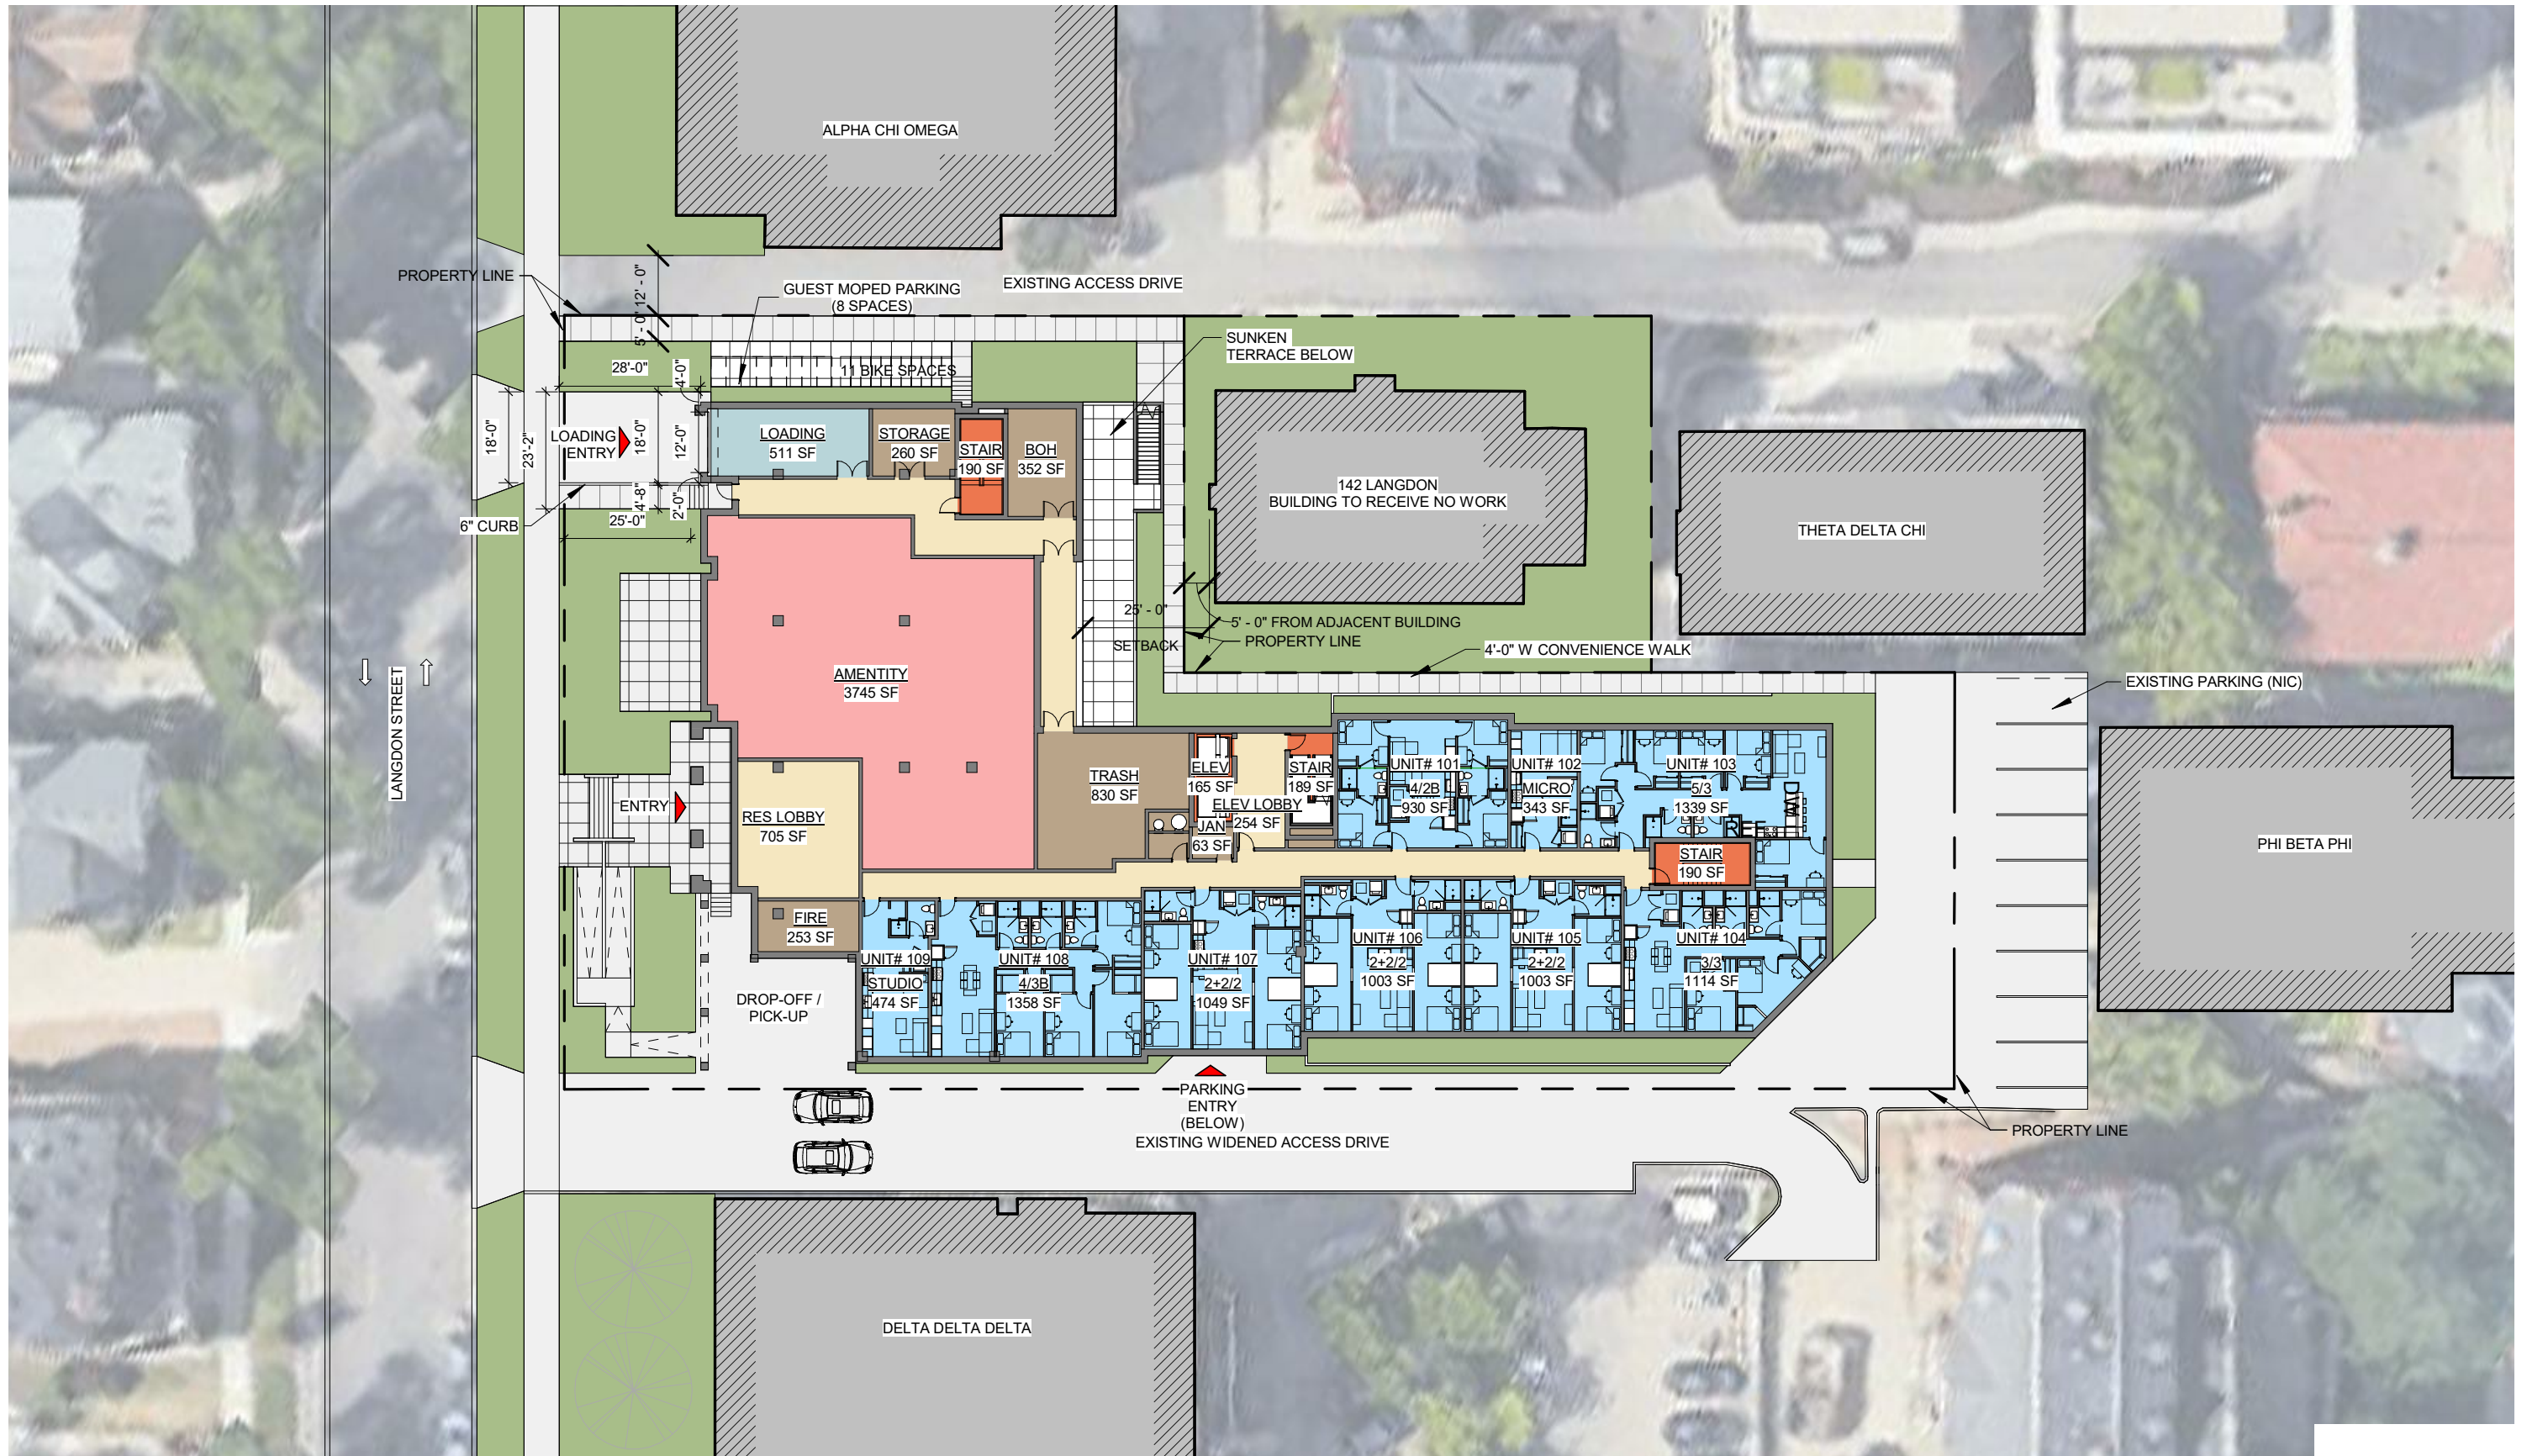 ALPHA CHI OMEGA
PROPERTY LINE
12' - 0"
5' - 0"
GUEST MOPED PARKING
(8 SPACES)
EXISTING ACCESS DRIVE
SUNKEN
TERRACE BELOW
28'-0"
4'-0"
11 BIKE SPACES
18'-0"
23'-2"
LOADING
ENTRY
18'-0"
12'-0"
LOADING
511 SF
STORAGE
260 SF
STAIR
190 SF
BOH
352 SF
142 LANGDON
BUILDING TO RECEIVE NO WORK
THETA DELTA CHI
6" CURB
4'-8"
2'-0"
25'-0"
25' - 0"
SETBACK
5' - 0" FROM ADJACENT BUILDING
PROPERTY LINE
4'-0" W CONVENIENCE WALK
EXISTING PARKING (NIC)
LANGDON STREET
AMENTITY
3745 SF
ENTRY
RES LOBBY
705 SF
TRASH
830 SF
ELEV
165 SF
ELEV LOBBY
254 SF
JAN
63 SF
STAIR
189 SF
UNIT# 101
4/2B
930 SF
UNIT# 102
MICRO
343 SF
UNIT# 103
5/3
1339 SF
STAIR
190 SF
PHI BETA PHI
FIRE
253 SF
UNIT# 109
STUDIO
474 SF
UNIT# 108
4/3B
1358 SF
UNIT# 107
2+2/2
1049 SF
UNIT# 106
2+2/2
1003 SF
UNIT# 105
2+2/2
1003 SF
UNIT# 104
3/3
1114 SF
DROP-OFF /
PICK-UP
PARKING
ENTRY
(BELOW)
EXISTING WIDENED ACCESS DRIVE
PROPERTY LINE
DELTA DELTA DELTA